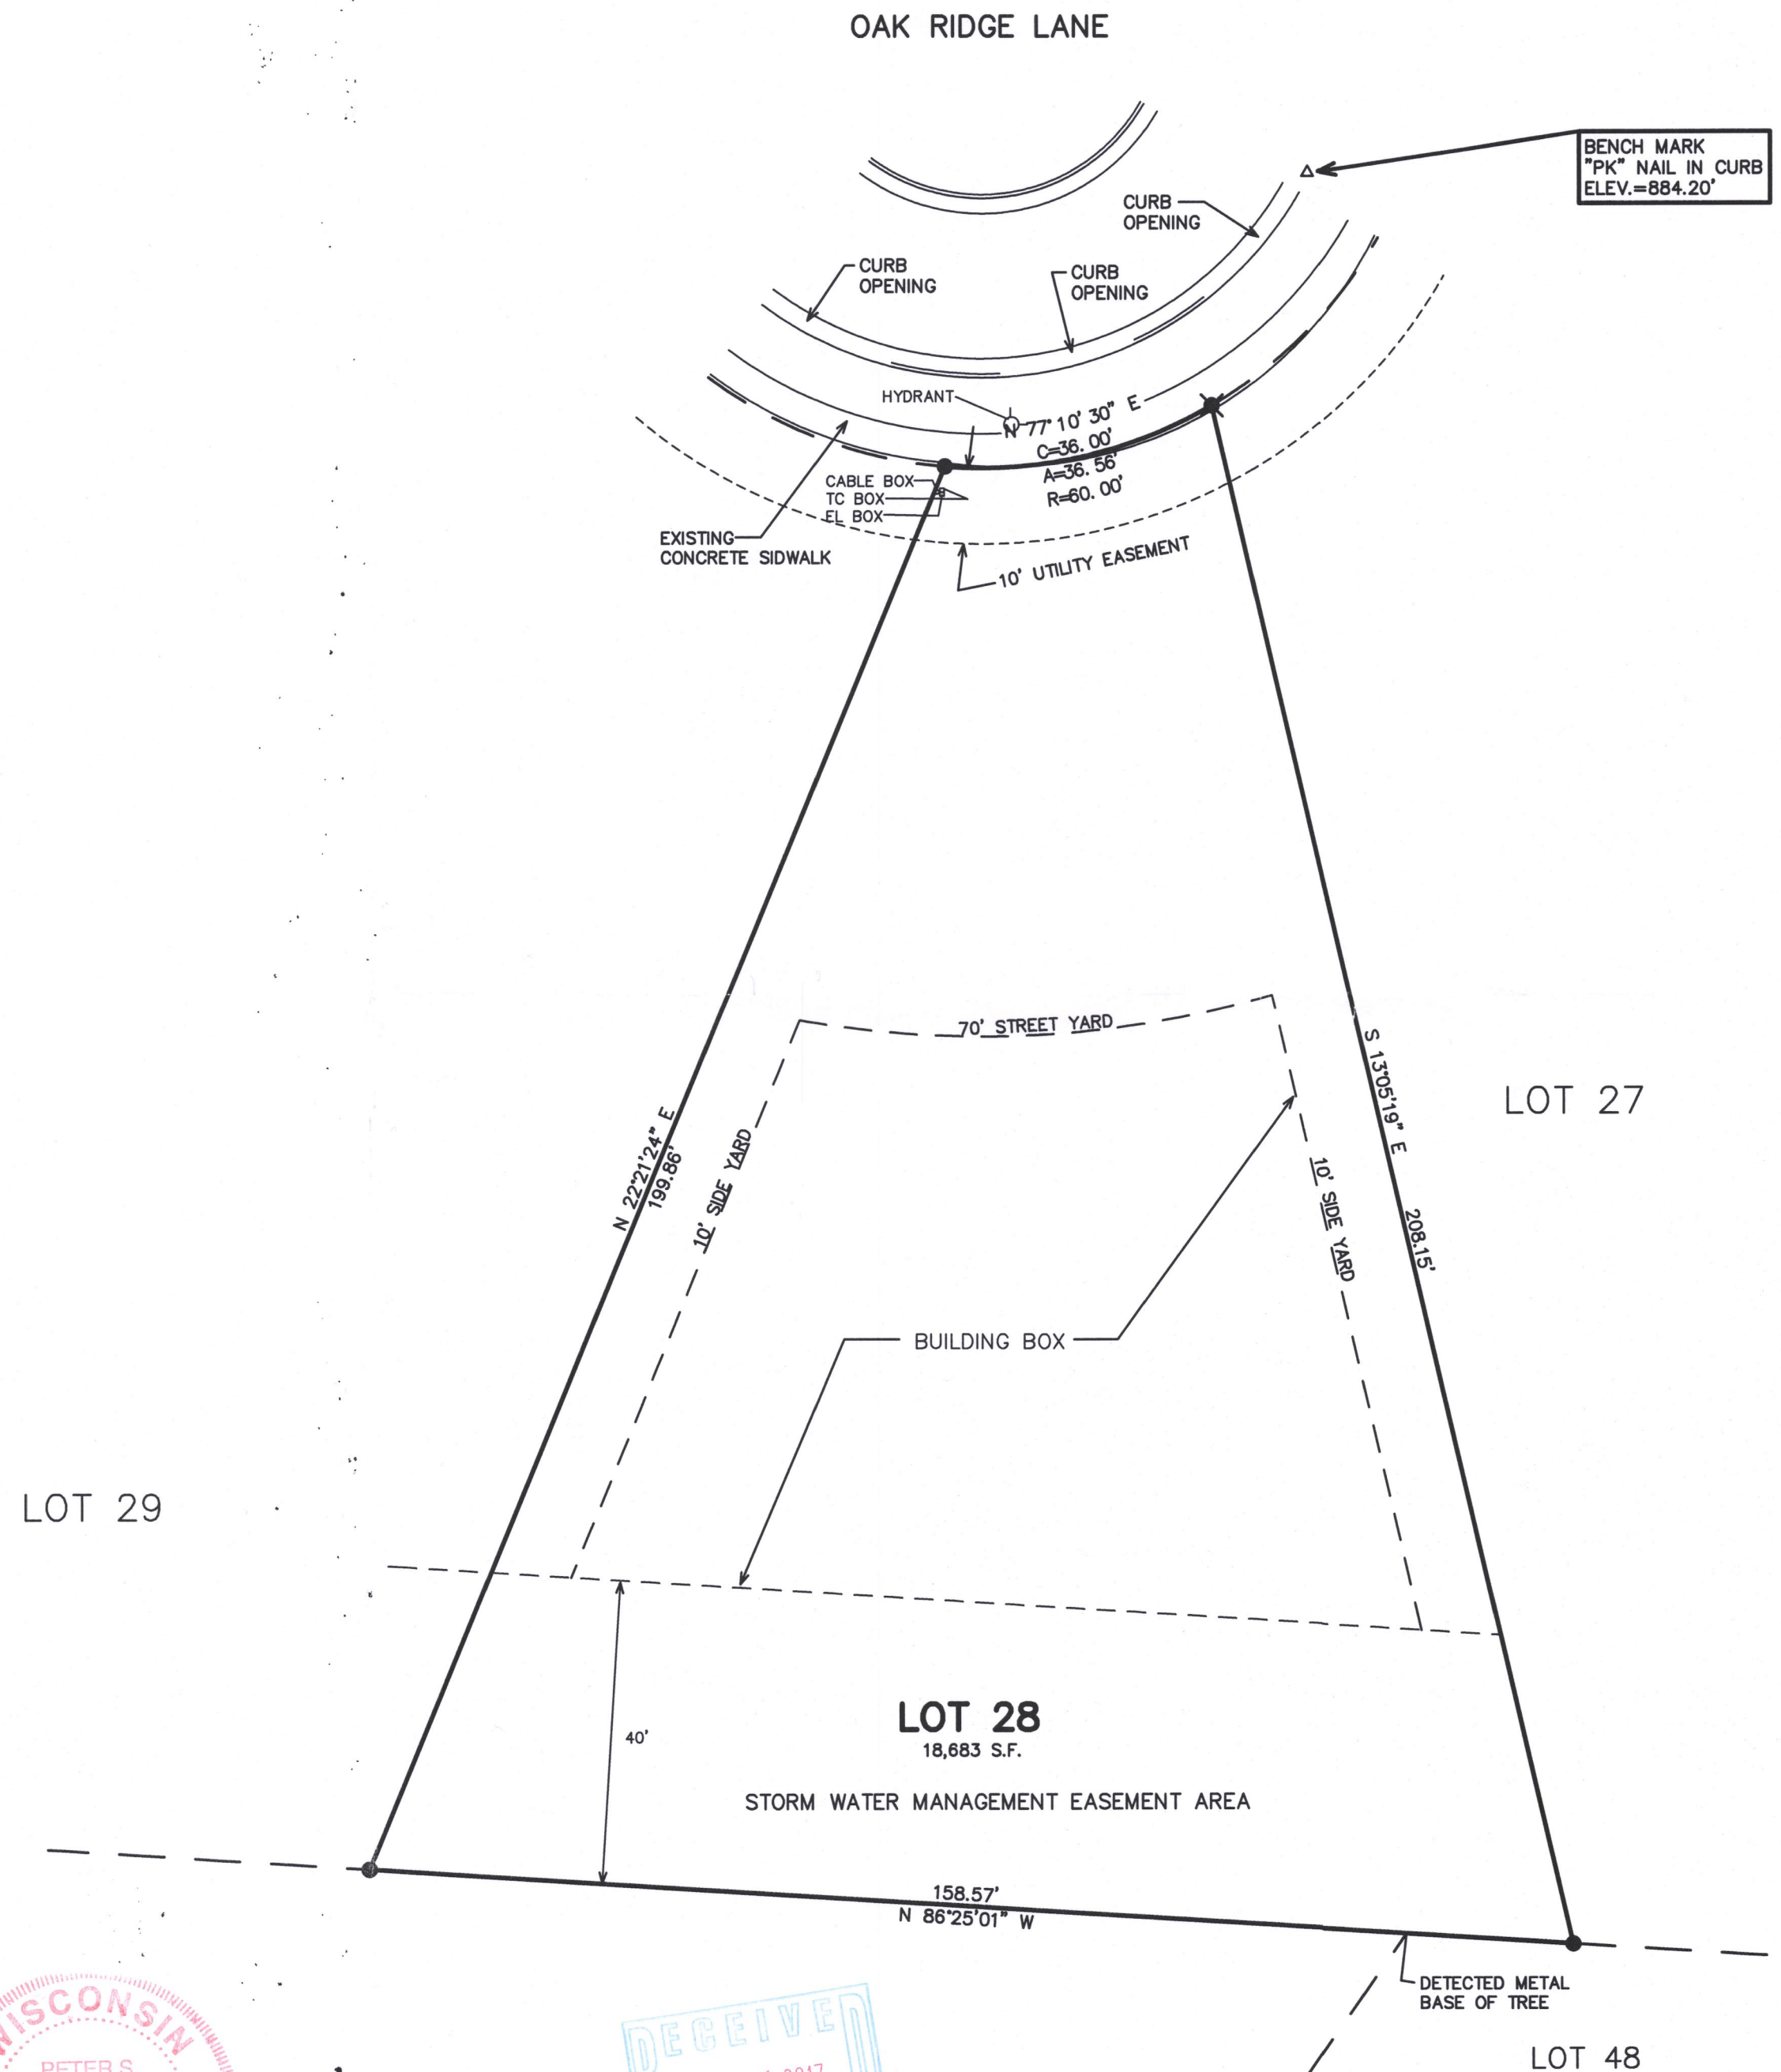 OAK RIDGE LANE
BENCH MARK
"PK" NAIL IN CURB
ELEV.=884.20'
CURB
OPENING
CURB
OPENING
CURB
OPENING
HYDRANT
N 77° 10' 30" E
C=36.00'
A=36.56'
R=60.00'
CABLE BOX
TC BOX
EL BOX
EXISTING
CONCRETE SIDWALK
10' UTILITY EASEMENT
70' STREET YARD
S 13°05'19" E
208.15'
LOT 27
N 22°21'24" E
199.86'
10' SIDE YARD
10' SIDE YARD
BUILDING BOX
LOT 29
LOT 28
18,683 S.F.
40'
STORM WATER MANAGEMENT EASEMENT AREA
158.57'
N 86°25'01" W
DETECTED METAL
BASE OF TREE
LOT 48
WISCONSIN
PETER S.
2017